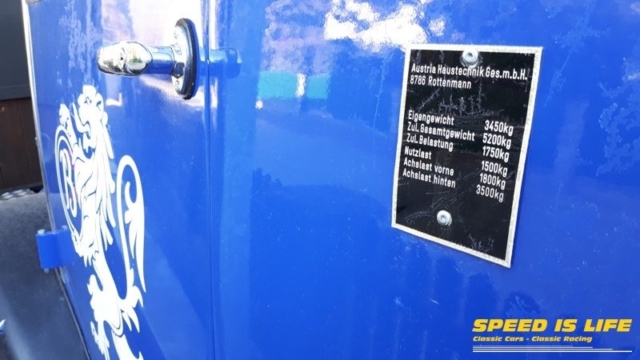 Austria Haustechnik Ges.m.b.H.
8786 Rottenmann
Eigengewicht 3450kg
Zul. Gesamtgewicht 5200kg
Zul. Belastung 1750kg
Nutzlast 1500kg
Achslast vorne 1800kg
Achslast hinten 3500kg
B
SPEED IS LIFE
Classic Cars - Classic Racing